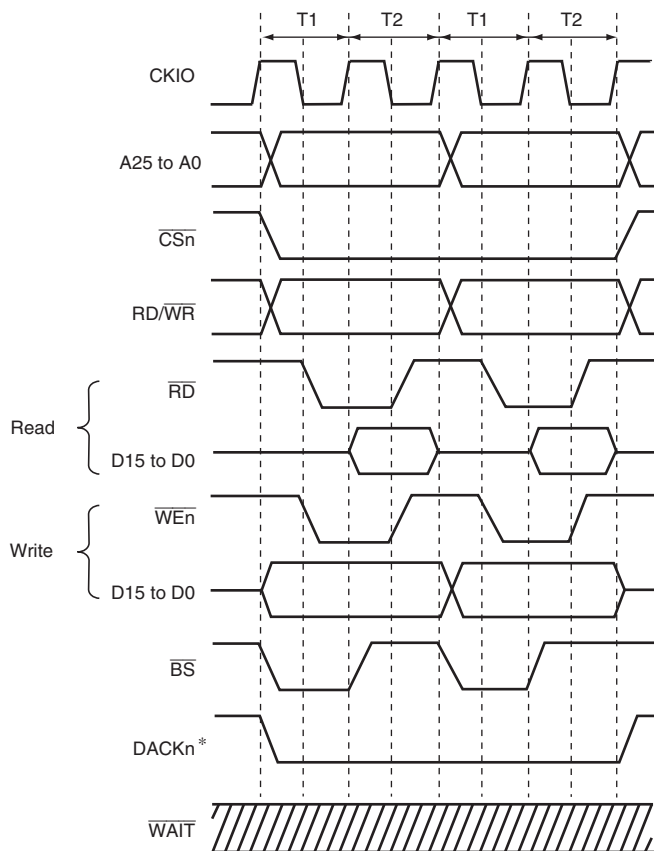 T1 T2 T1 T2
CKIO
A25 to A0
CSn
RD/WR
RD
Read
D15 to D0
WEn
Write
D15 to D0
BS
DACKn*
WAIT